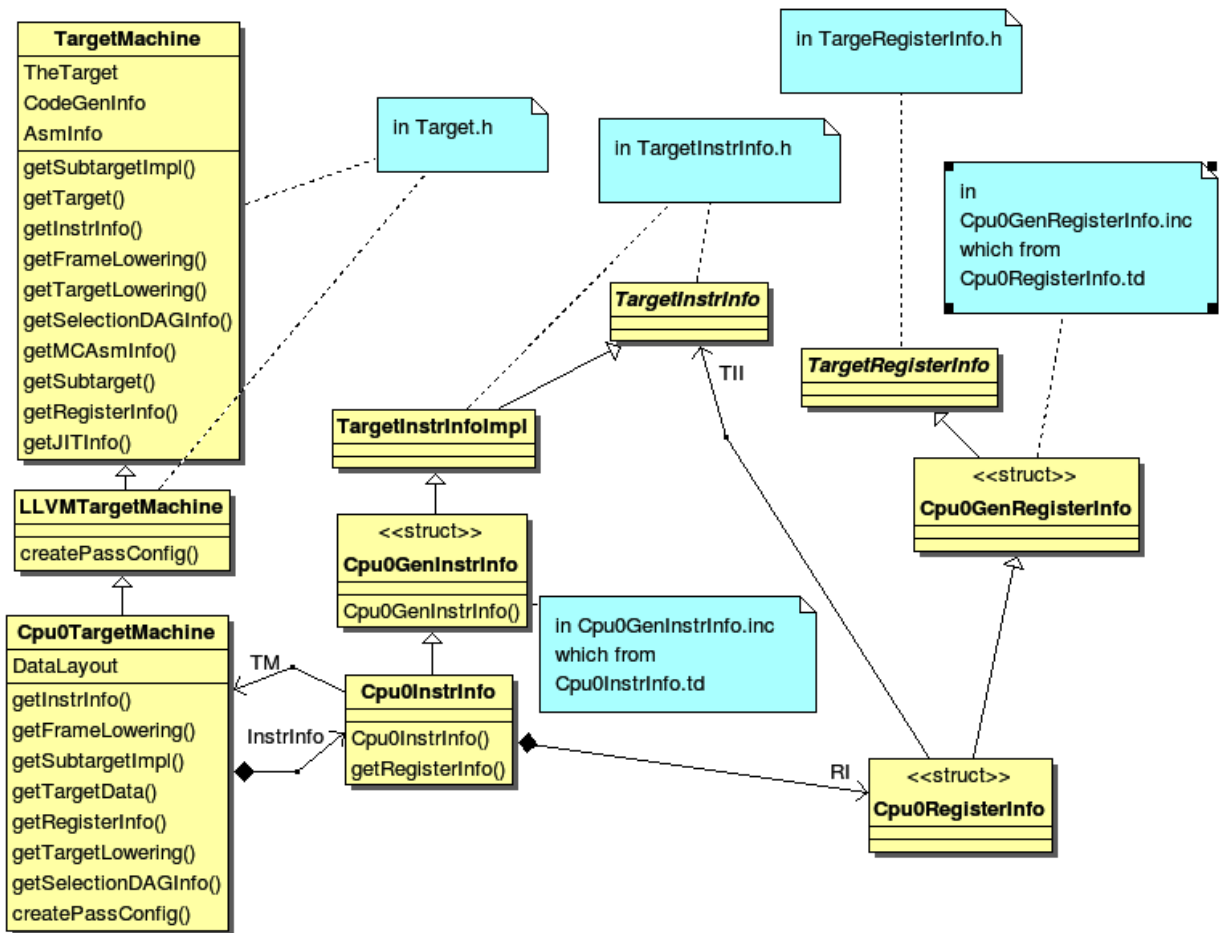 TargetMachine
TheTarget
CodeGenInfo
AsmInfo
getSubtargetImpl()
getTarget()
getInstrInfo()
getFrameLowering()
getTargetLowering()
getSelectionDAGInfo()
getMCAsmInfo()
getSubtarget()
getRegisterInfo()
getJITInfo()
LLVMTargetMachine
createPassConfig()
Cpu0TargetMachine
DataLayout
getInstrInfo()
getFrameLowering()
getSubtargetImpl()
getTargetData()
getRegisterInfo()
getTargetLowering()
getSelectionDAGInfo()
createPassConfig()
in Target.h
in TargetInstrInfo.h
in TargeRegisterInfo.h
in
Cpu0GenRegisterInfo.inc
which from
Cpu0RegisterInfo.td
TargetInstrInfo
TII
TargetRegisterInfo
TargetInstrInfoImpl
<<struct>>
Cpu0GenRegisterInfo
<<struct>>
Cpu0GenInstrInfo
Cpu0GenInstrInfo()
in Cpu0GenInstrInfo.inc
which from
Cpu0InstrInfo.td
TM
InstrInfo
Cpu0InstrInfo
Cpu0InstrInfo()
getRegisterInfo()
RI
<<struct>>
Cpu0RegisterInfo